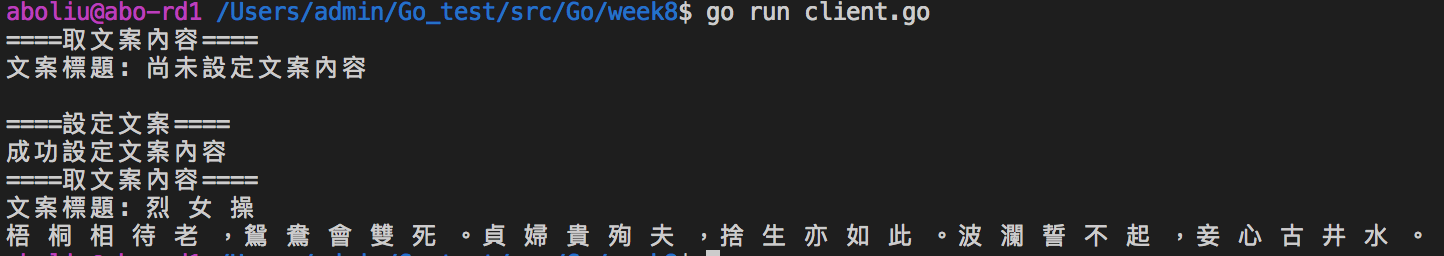 aboliu@abo-rd1 /Users/admin/Go_test/src/Go/week8$ go run client.go
====取文案內容====
文案標題: 尚未設定文案內容
====設定文案====
成功設定文案內容
====取文案內容====
文案標題: 烈 女 操
梧 桐 相 待 老 ，鴛 鴦 會 雙 死 。貞 婦 貴 殉 夫 ，捨 生 亦 如 此 。波 瀾 誓 不 起 ，妾 心 古 井 水 。